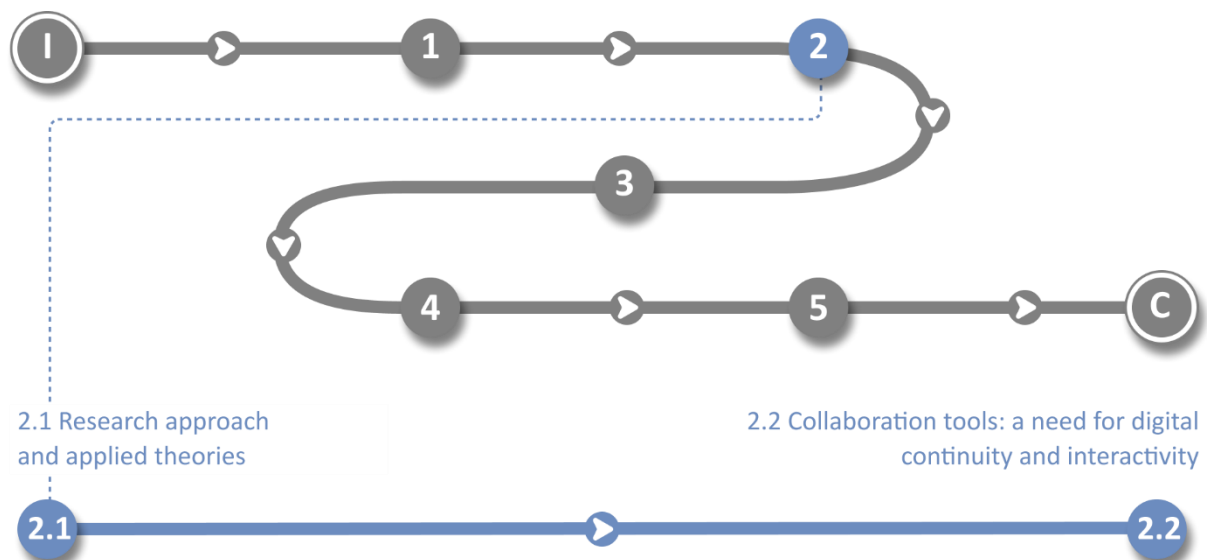 I
1
2
3
4
5
C
2.1 Research approach
and applied theories
2.2 Collaboration tools: a need for digital
continuity and interactivity
2.1
2.2